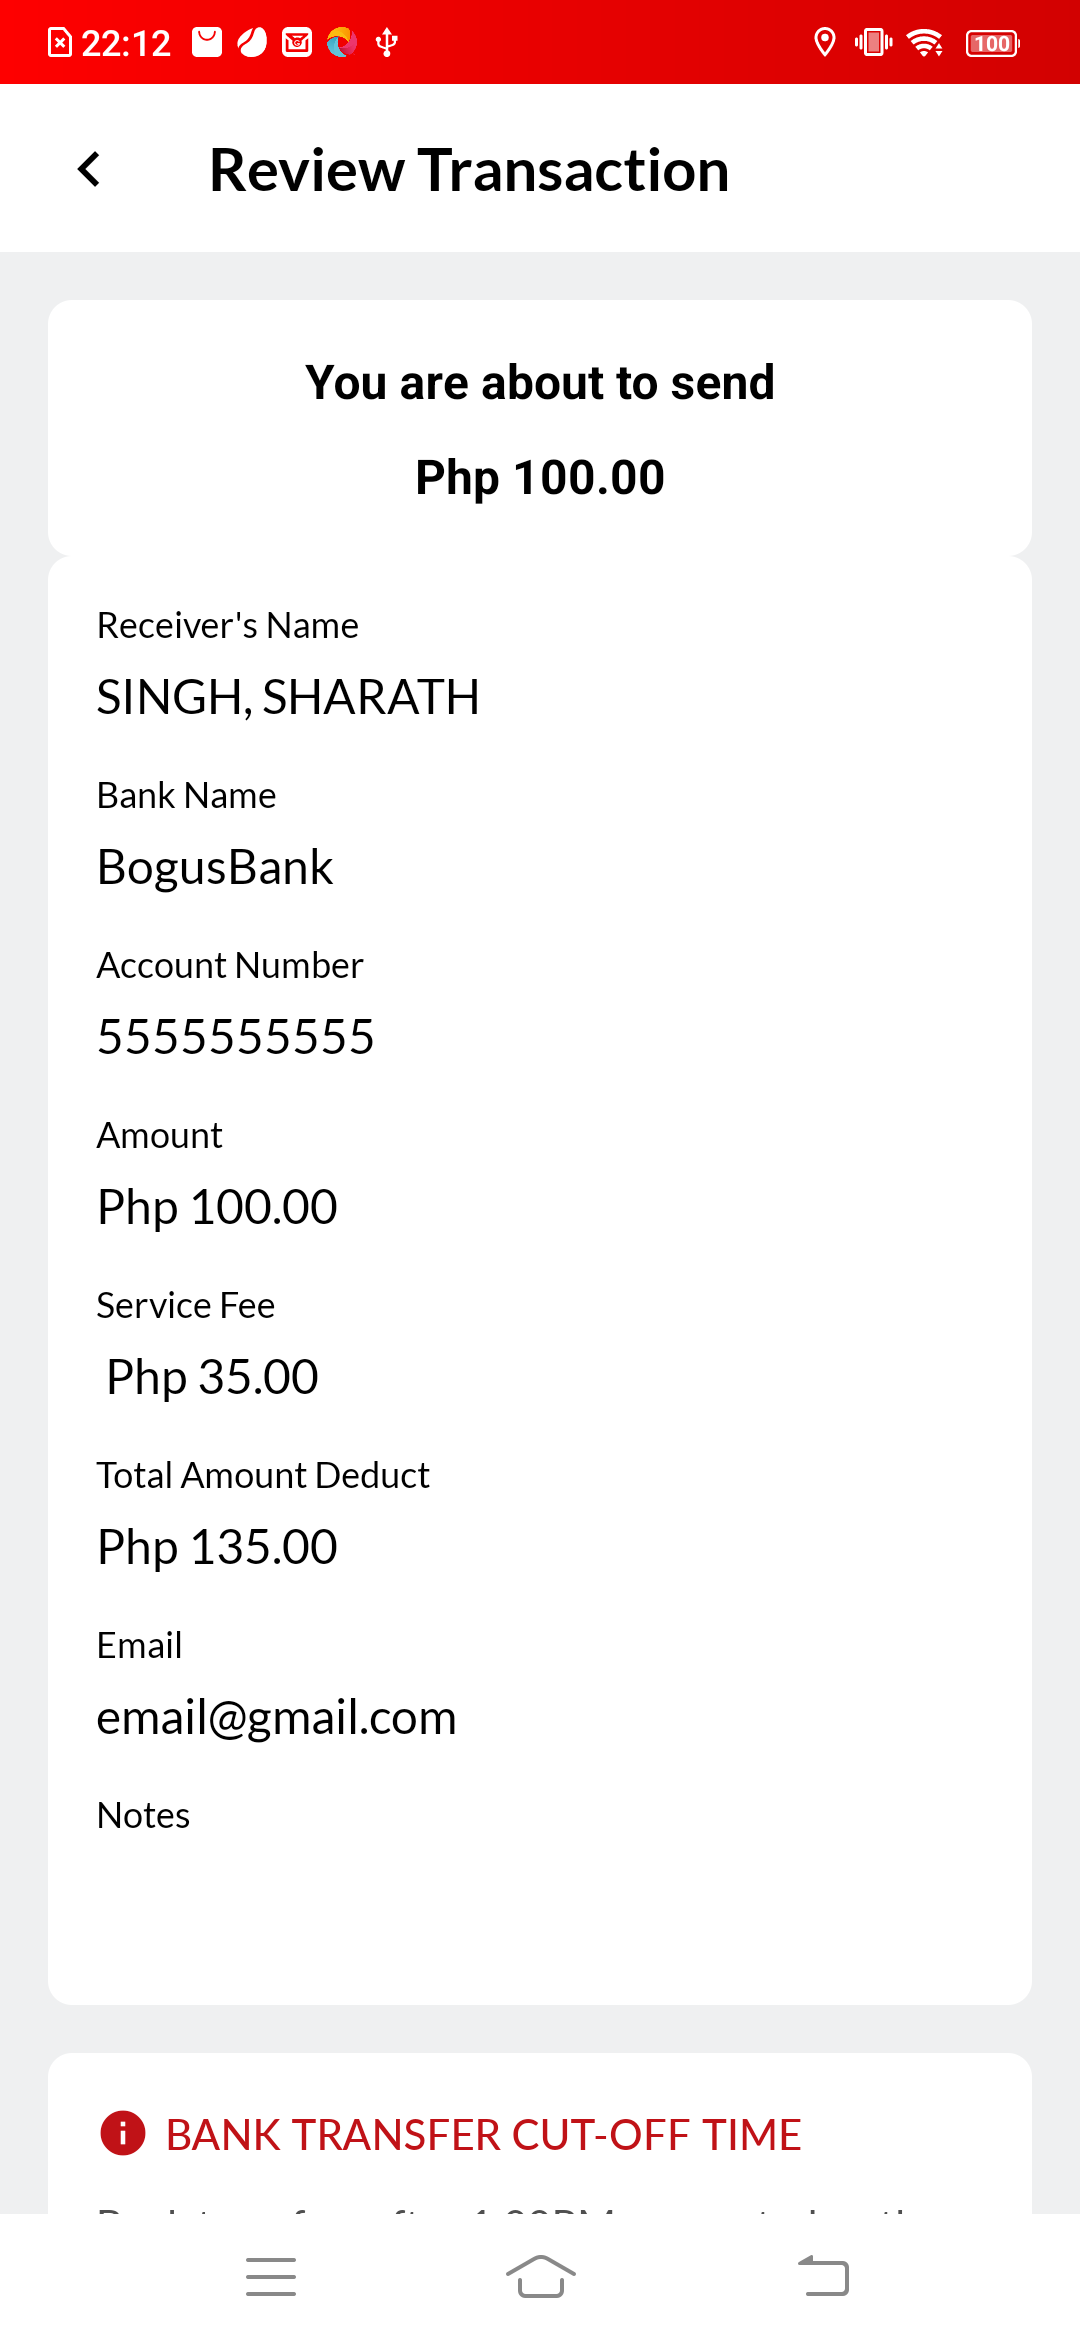 22:12
100
Review Transaction
You are about to send
Php 100.00
Receiver's Name
SINGH, SHARATH
Bank Name
BogusBank
Account Number
5555555555
Amount
Php 100.00
Service Fee
Php 35.00
Total Amount Deduct
Php 135.00
Email
email@gmail.com
Notes
BANK TRANSFER CUT-OFF TIME